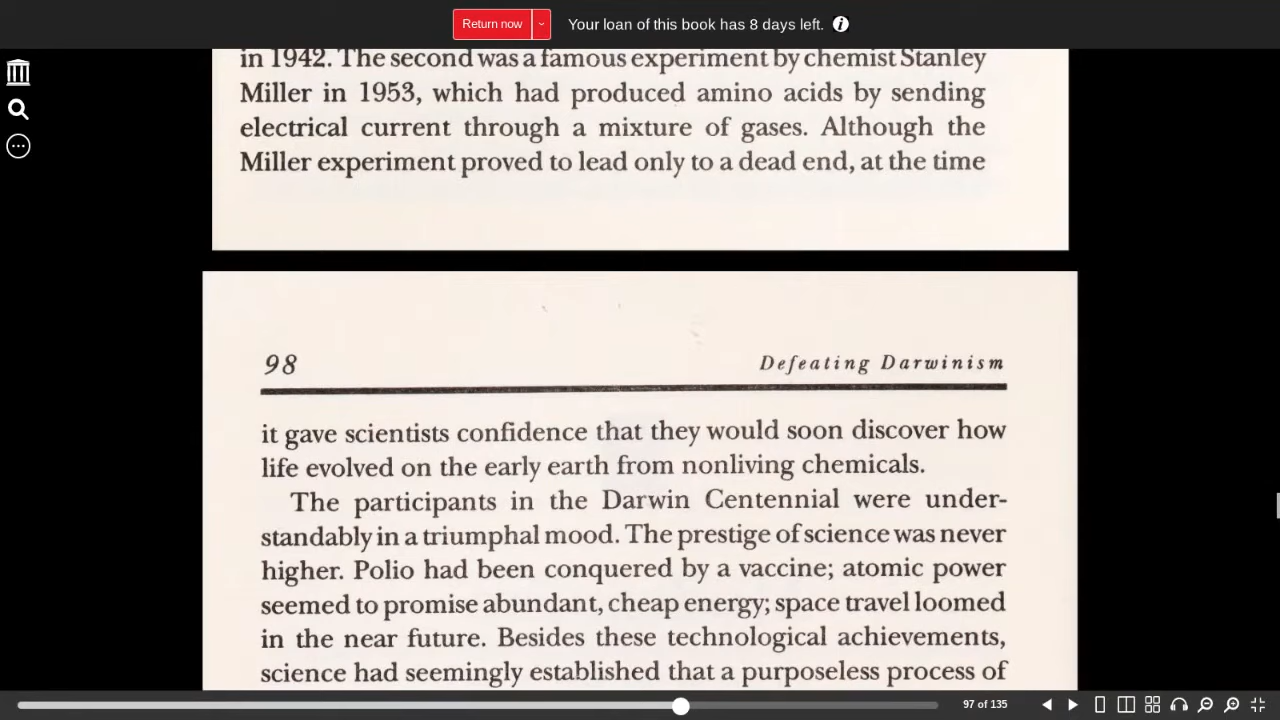 Return now
Your loan of this book has 8 days left.
in 1942. The second was a famous experiment by chemist Stanley
Miller in 1953, which had produced amino acids by sending
electrical current through a mixture of gases. Although the
Miller experiment proved to lead only to a dead end, at the time
98
Defeating Darwinism
it gave scientists confidence that they would soon discover how
life evolved on the early earth from nonliving chemicals.
The participants in the Darwin Centennial were under-
standably in a triumphal mood. The prestige of science was never
higher. Polio had been conquered by a vaccine; atomic power
seemed to promise abundant, cheap energy; space travel loomed
in the near future. Besides these technological achievements,
science had seemingly established that a purposeless process of
97 of 135